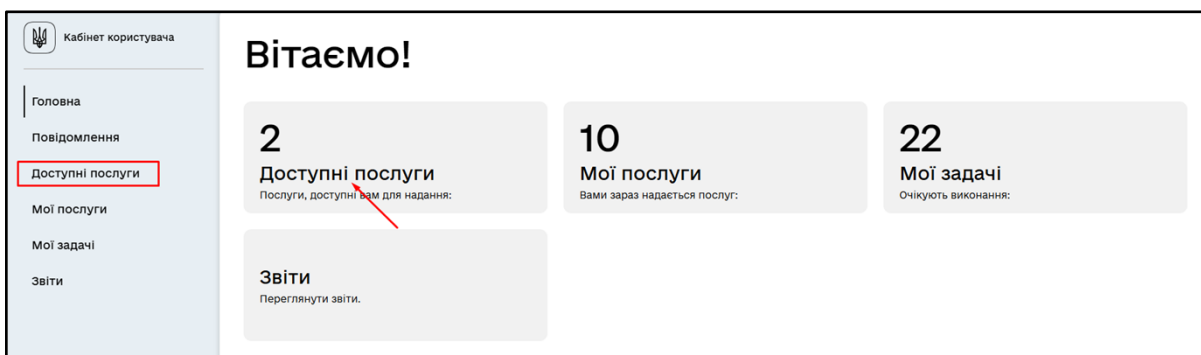 Кабінет користувача
Вітаємо!
Головна
Повідомлення
Доступні послуги
Мої послуги
Мої задачі
Звіти
2
Доступні послуги
Послуги, доступні вам для надання:
10
Мої послуги
Вами зараз надається послуг:
22
Мої задачі
Очікують виконання:
Звіти
Переглянути звіти.